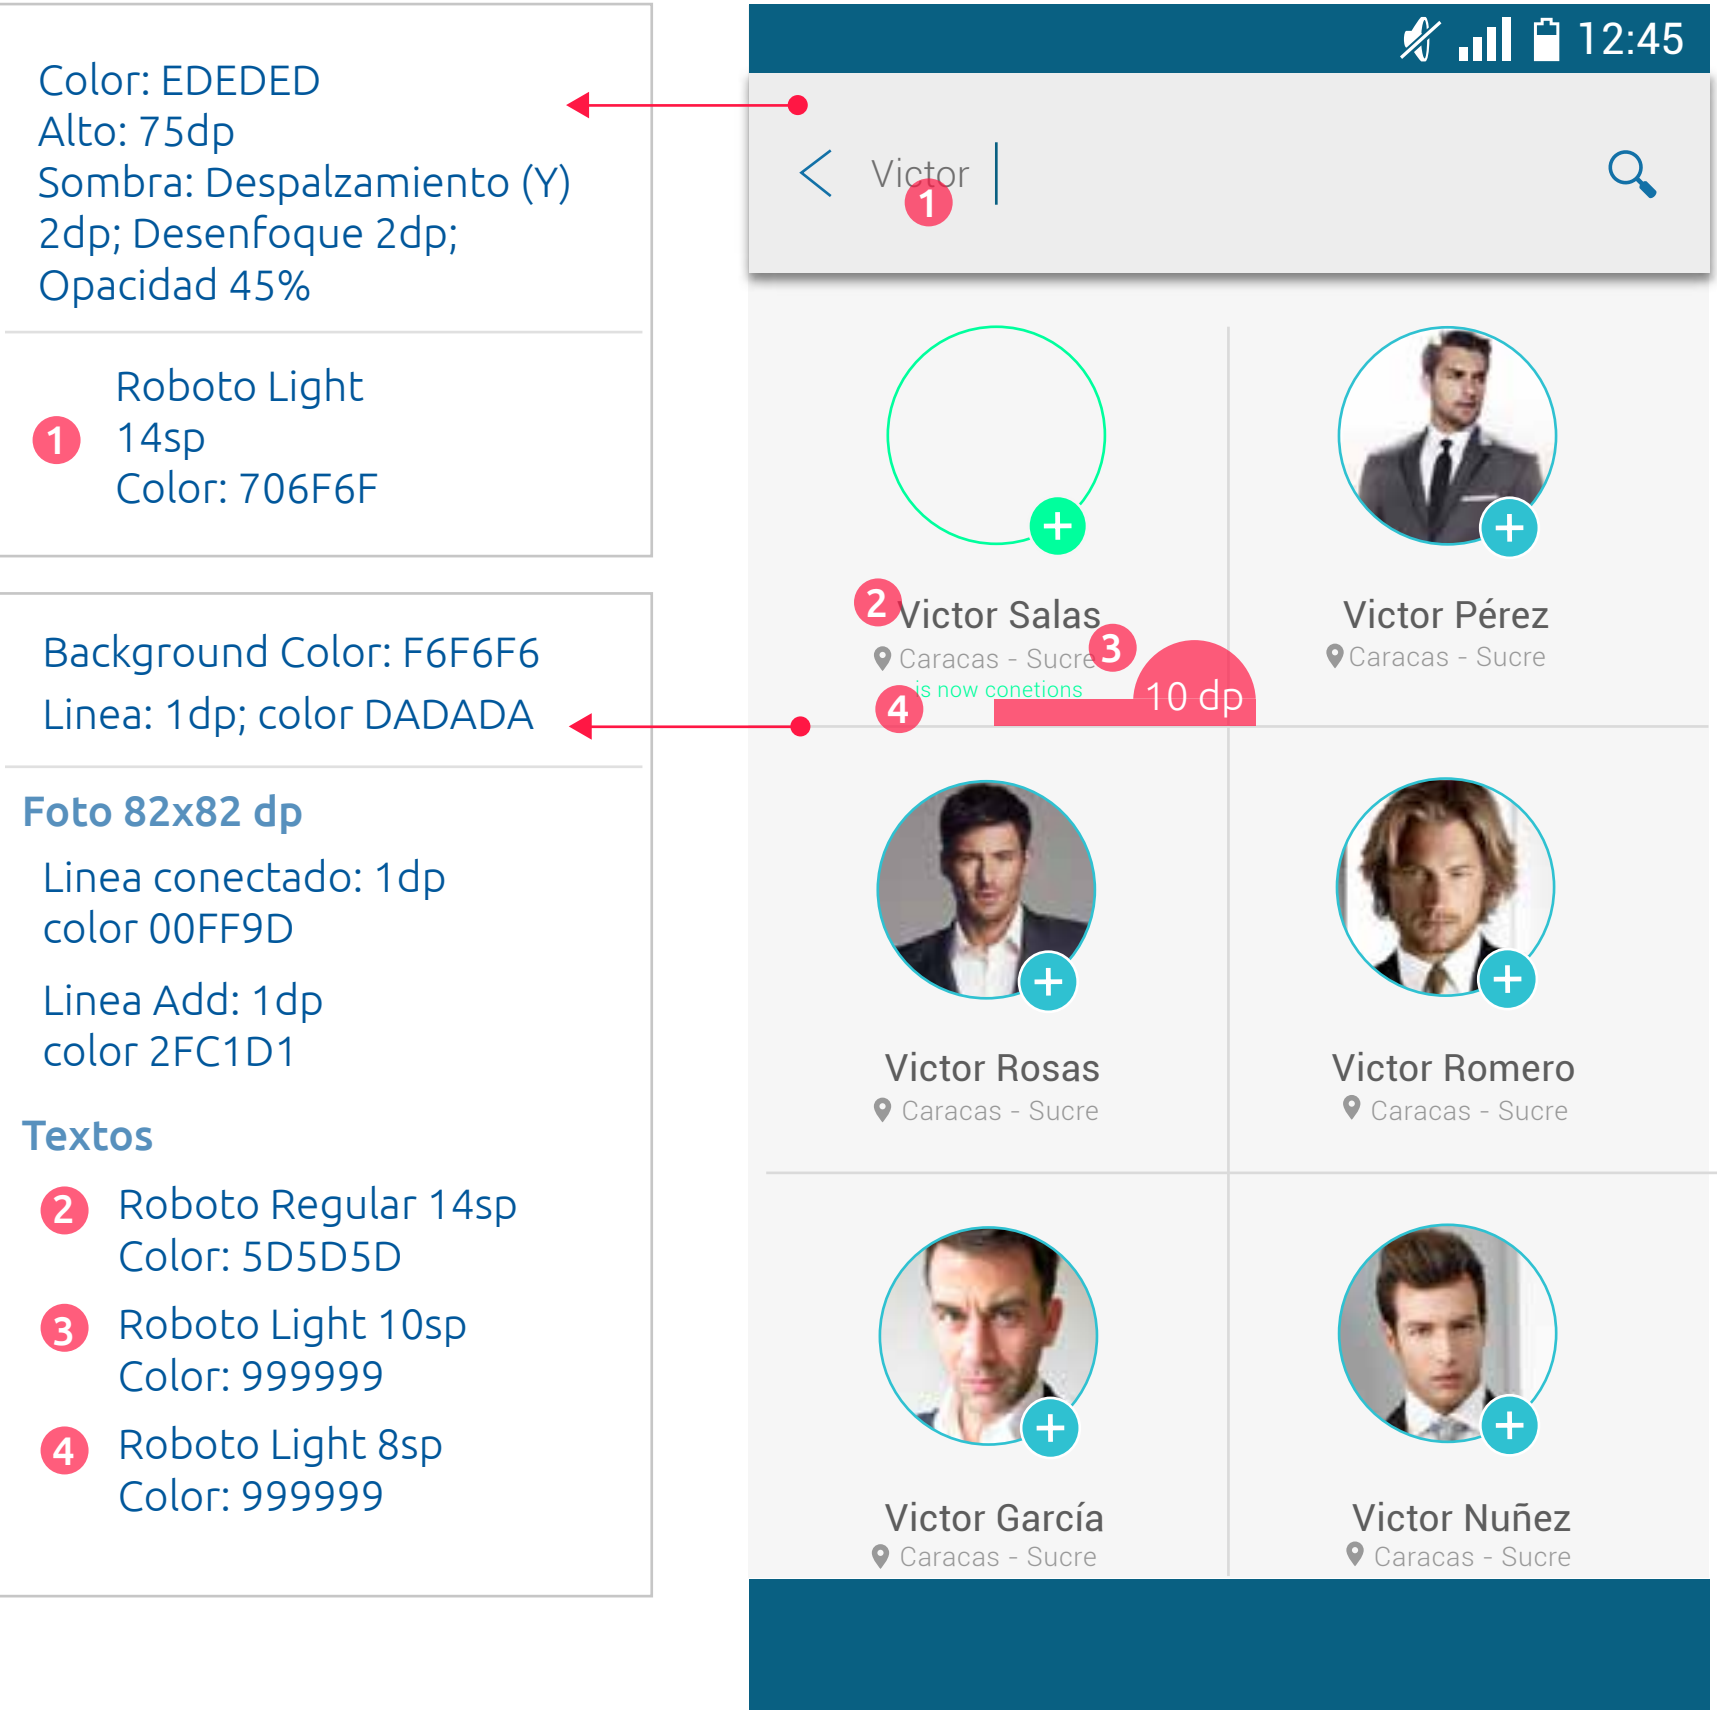 Color: EDEDED
Alto: 75dp
Sombra: Despalzamiento (Y)
2dp; Desenfoque 2dp;
Opacidad 45%
1
Roboto Light
14sp
Color: 706F6F
Background Color: F6F6F6
Linea: 1dp; color DADADA
Foto 82x82 dp
Linea conectado: 1dp
color 00FF9D
Linea Add: 1dp
color 2FC1D1
Textos
2 Roboto Regular 14sp
Color: 5D5D5D
3 Roboto Light 10sp
Color: 999999
4 Roboto Light 8sp
Color: 999999
12:45
Victor
1
2
Victor Salas
3
Caracas - Sucre
is now conetions
4
10 dp
Victor Pérez
Caracas - Sucre
Victor Rosas
Caracas - Sucre
Victor Romero
Caracas - Sucre
Victor García
Caracas - Sucre
Victor Nuñez
Caracas - Sucre